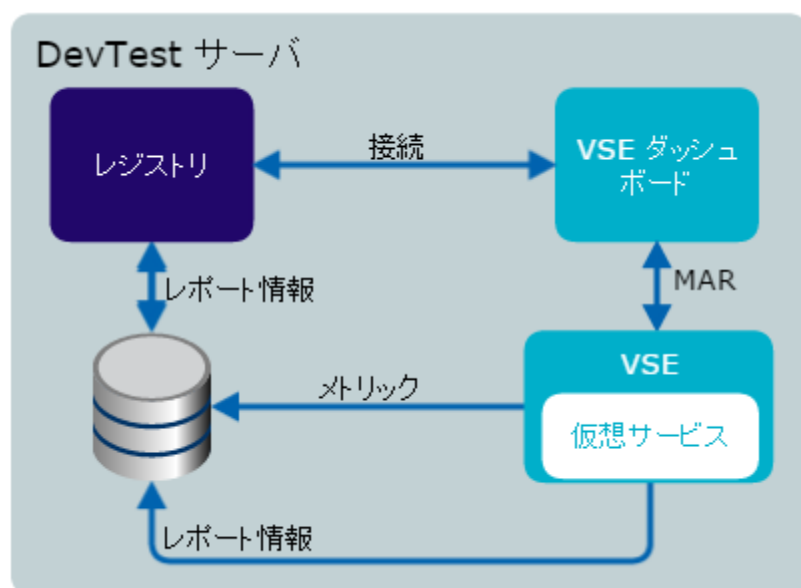 DevTest サーバ
レジストリ
接続
VSE ダッシュ
ボード
レポート情報
MAR
メトリック
VSE
仮想サービス
レポート情報